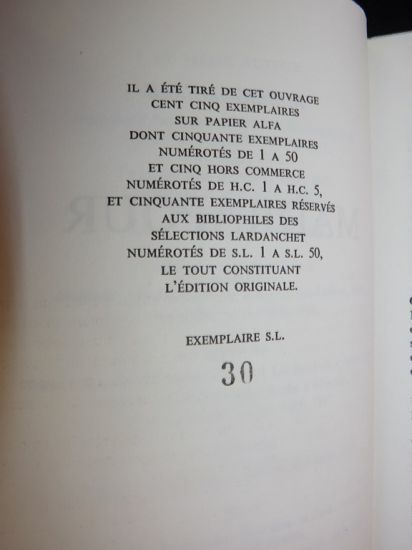 IL A ÉTÉ TIRÉ DE CET OUVRAGE
CENT CINQ EXEMPLAIRES
SUR PAPIER ALFA
DONT CINQUANTE EXEMPLAIRES
NUMÉROTÉS DE 1 A 50
ET CINQ HORS COMMERCE
NUMÉROTÉS DE H.C. 1 A H.C. 5,
ET CINQUANTE EXEMPLAIRES RÉSERVÉS
AUX BIBLIOPHILES DES
SÉLECTIONS LARDANCHET
NUMÉROTÉS DE S.L. 1 A S.L. 50,
LE TOUT CONSTITUANT
L'ÉDITION ORIGINALE.
EXEMPLAIRE S.L.
30